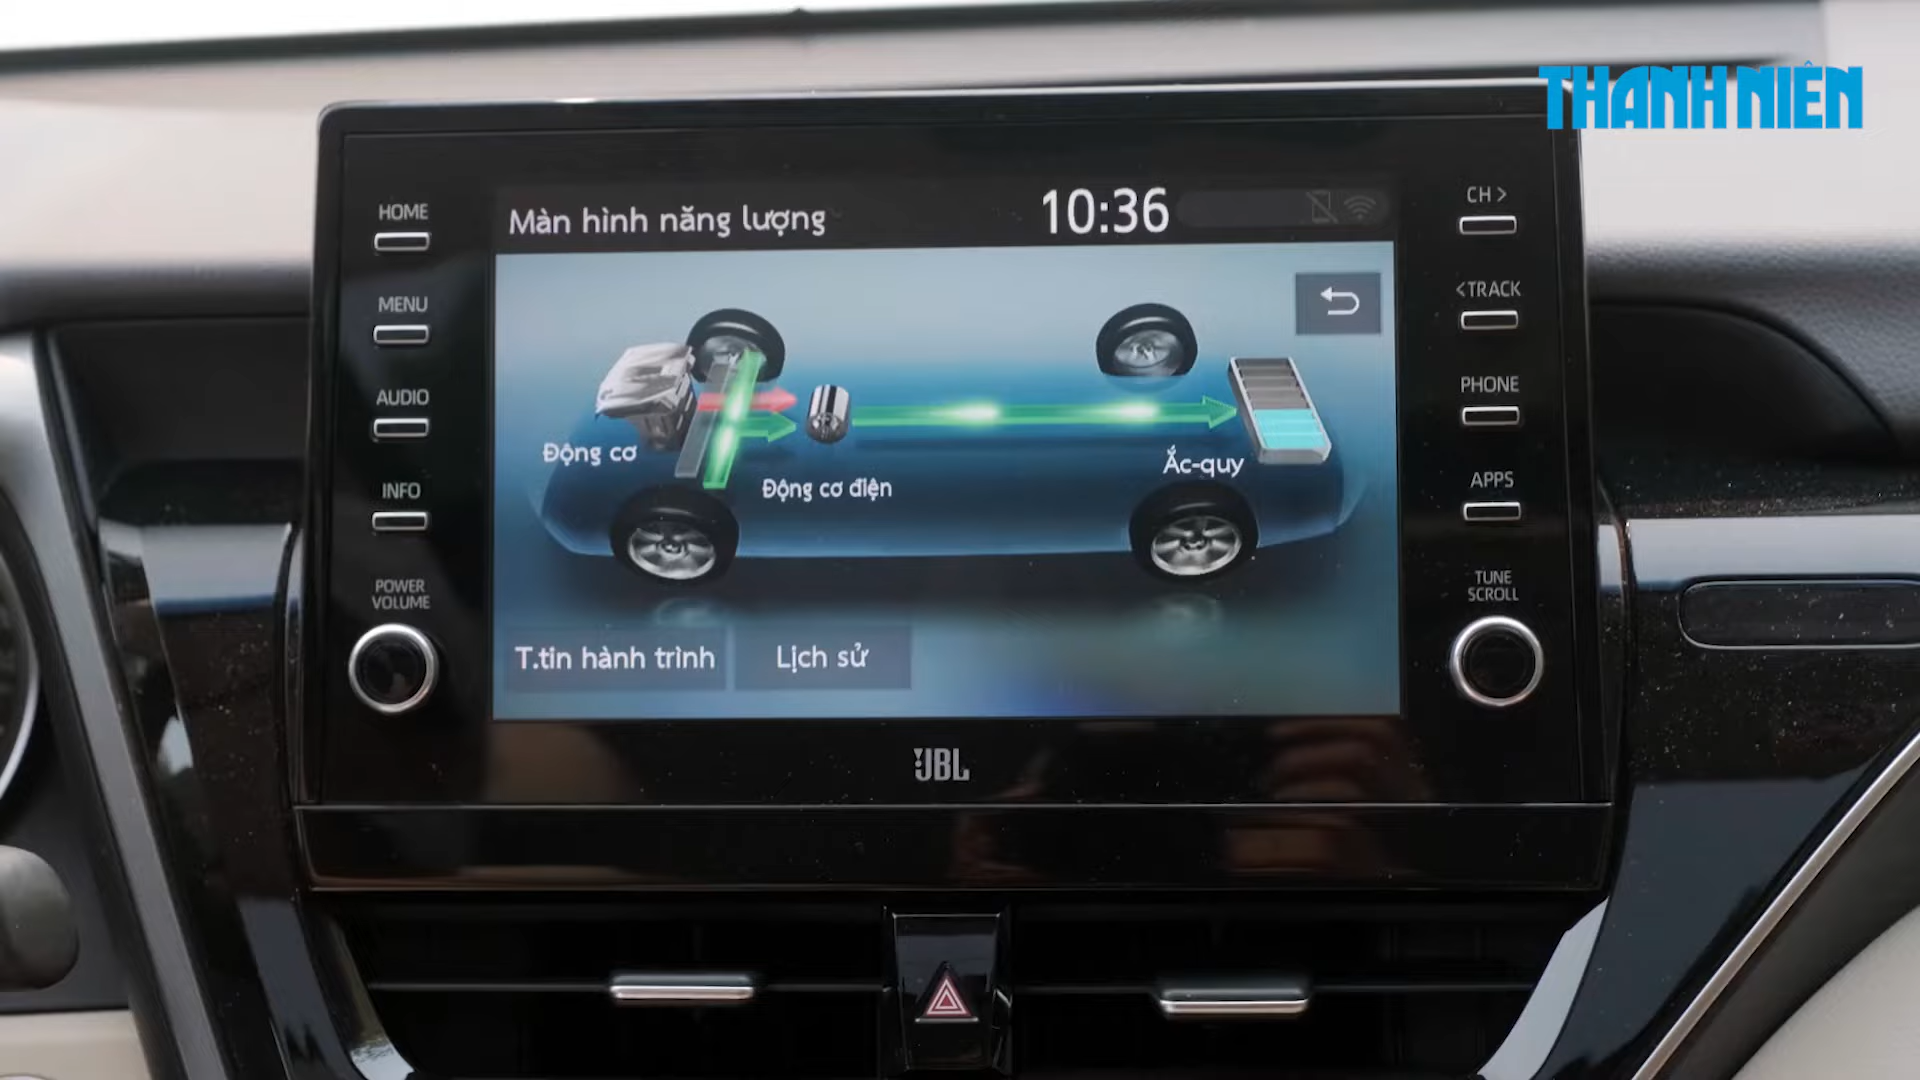 THANH NIÊN
HOME
MENU
AUDIO
INFO
POWER
VOLUME
Màn hình năng lượng
10:36
Động cơ
Động cơ điện
Ắc-quy
T.tin hành trình
Lịch sử
CH >
<TRACK
PHONE
APPS
TUNE
SCROLL
JBL